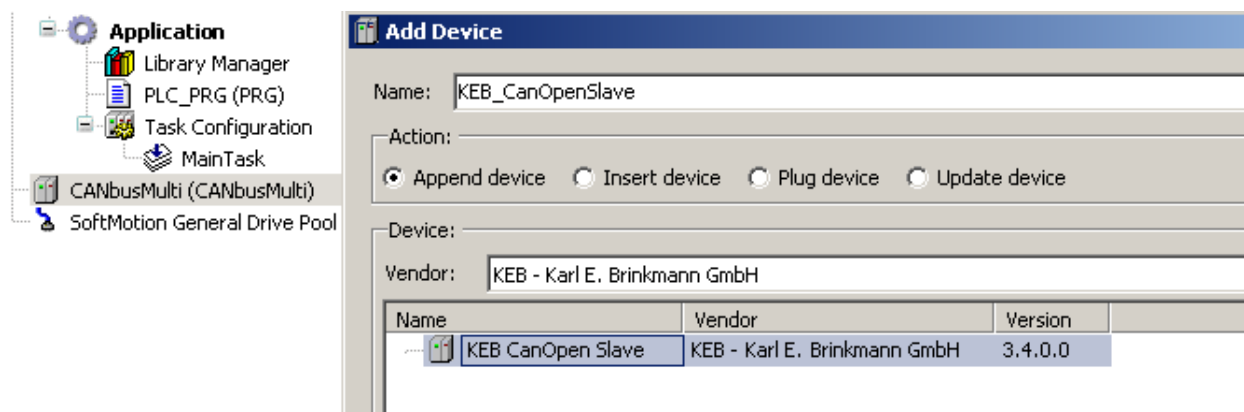 Application
Library Manager
PLC_PRG (PRG)
Task Configuration
MainTask
CANbusMulti (CANbusMulti)
SoftMotion General Drive Pool
Add Device
Name: KEB_CanOpenSlave
Action:
Append device Insert device Plug device Update device
Device:
Vendor: KEB - Karl E. Brinkmann GmbH
Name Vendor Version
KEB CanOpen Slave KEB - Karl E. Brinkmann GmbH 3.4.0.0